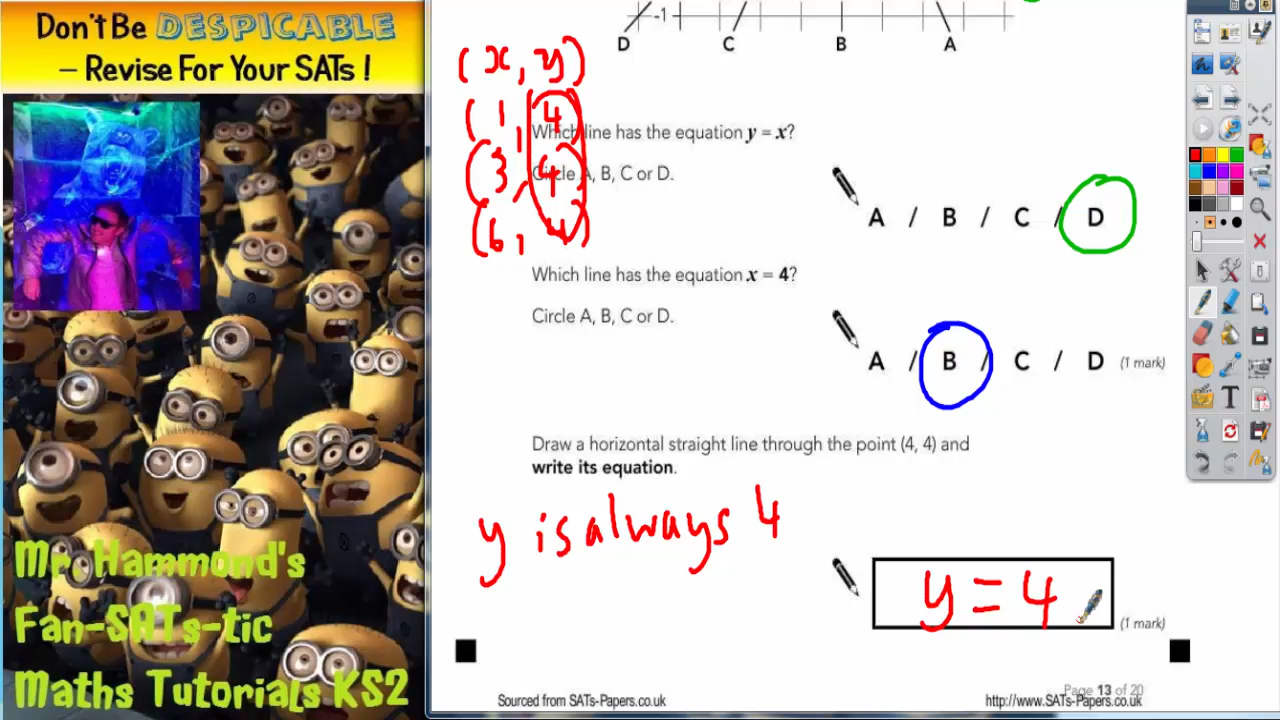 Don't Be DESPICABLE
– Revise For Your SATs !
Mr. Hammond's
Fan-SATs-tic
Maths Tutorials KS2
-1
D C B A
(x, y)
(1, 4)
(3, 4)
(6, 4)
Which line has the equation y = x?
Circle A, B, C or D.
A / B / C / D
Which line has the equation x = 4?
Circle A, B, C or D.
A / B / C / D (1 mark)
Draw a horizontal straight line through the point (4, 4) and
write its equation.
y is always 4
y = 4
(1 mark)
Page 13 of 20
Sourced from SATs-Papers.co.uk http://www.SATs-Papers.co.uk